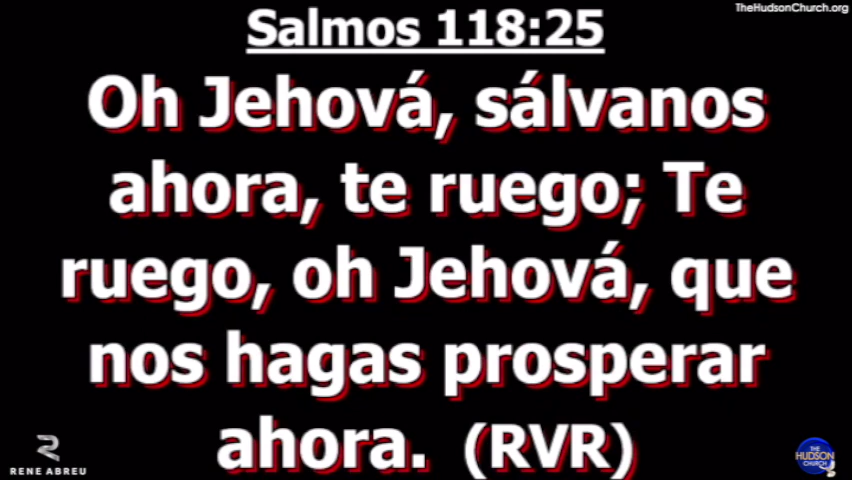 TheHudsonChurch.org
Salmos 118:25
Oh Jehová, sálvanos
ahora, te ruego; Te
ruego, oh Jehová, que
nos hagas prosperar
ahora. (RVR)
RENE ABREU
THE
HUDSON
CHURCH